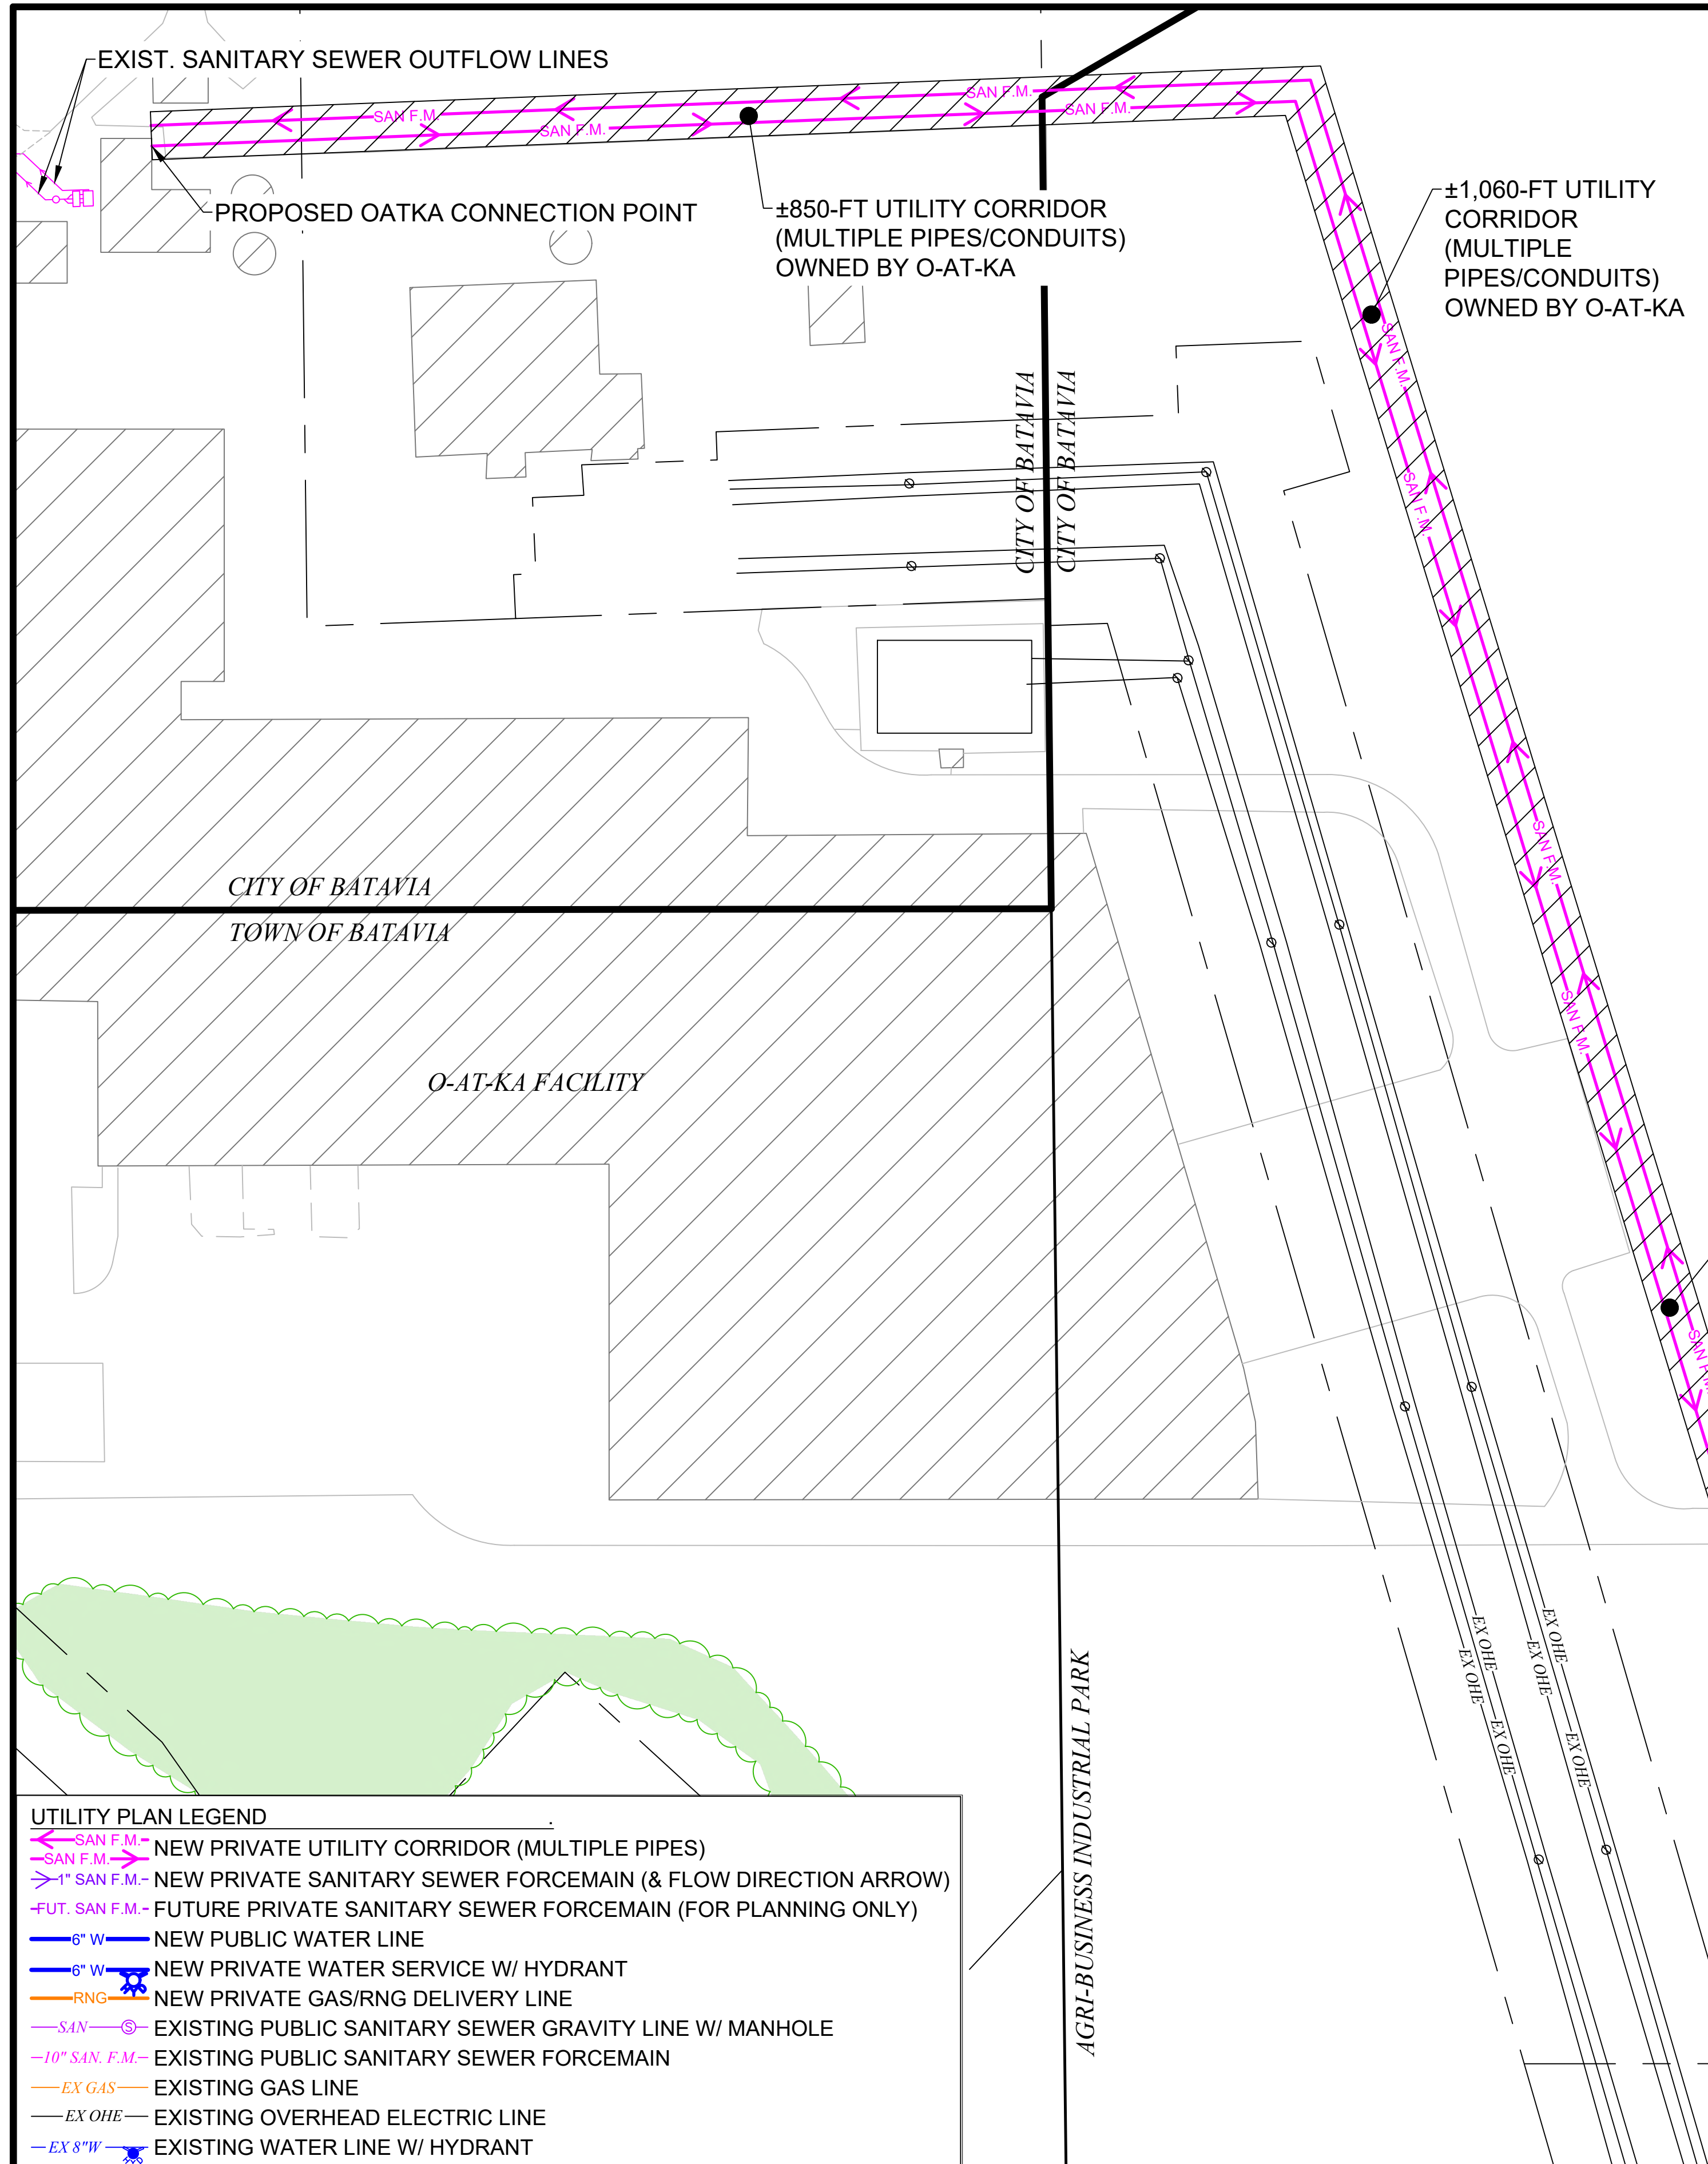 EXIST. SANITARY SEWER OUTFLOW LINES
SAN F.M.
SAN F.M.
SAN F.M.
SAN F.M.
PROPOSED OATKA CONNECTION POINT
±850-FT UTILITY CORRIDOR
(MULTIPLE PIPES/CONDUITS)
OWNED BY O-AT-KA
±1,060-FT UTILITY
CORRIDOR
(MULTIPLE
PIPES/CONDUITS)
OWNED BY O-AT-KA
SAN F.M.
SAN F.M.
CITY OF BATAVIA
CITY OF BATAVIA
SAN F.M.
SAN F.M.
CITY OF BATAVIA
TOWN OF BATAVIA
O-AT-KA FACILITY
SAN F.M.
EX OHE
EX OHE
EX OHE
EX OHE
EX OHE
EX OHE
AGRI-BUSINESS INDUSTRIAL PARK
UTILITY PLAN LEGEND .
SAN F.M.
SAN F.M.
NEW PRIVATE UTILITY CORRIDOR (MULTIPLE PIPES)
1" SAN F.M. NEW PRIVATE SANITARY SEWER FORCEMAIN (& FLOW DIRECTION ARROW)
FUT. SAN F.M. FUTURE PRIVATE SANITARY SEWER FORCEMAIN (FOR PLANNING ONLY)
6" W NEW PUBLIC WATER LINE
6" W NEW PRIVATE WATER SERVICE W/ HYDRANT
RNG NEW PRIVATE GAS/RNG DELIVERY LINE
SAN S EXISTING PUBLIC SANITARY SEWER GRAVITY LINE W/ MANHOLE
10" SAN. F.M. EXISTING PUBLIC SANITARY SEWER FORCEMAIN
EX GAS EXISTING GAS LINE
EX OHE EXISTING OVERHEAD ELECTRIC LINE
EX 8"W EXISTING WATER LINE W/ HYDRANT